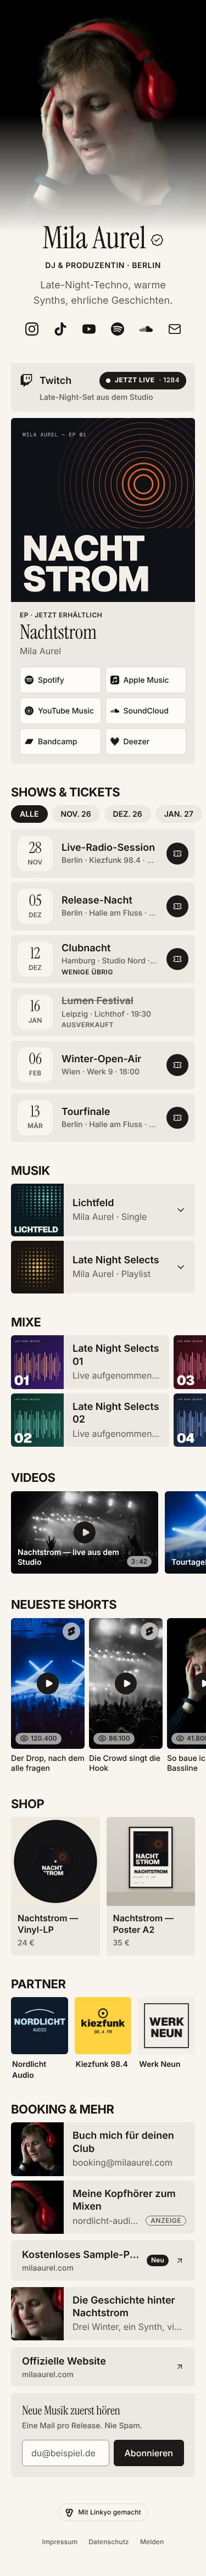 Mila Aurel
DJ & PRODUZENTIN · BERLIN
Late-Night-Techno, warme
Synths, ehrliche Geschichten.
Twitch
JETZT LIVE · 1284
Late-Night-Set aus dem Studio
MILA AUREL — EP 01
NACHT
STROM
EP · JETZT ERHÄLTLICH
Nachtstrom
Mila Aurel
Spotify
Apple Music
YouTube Music
SoundCloud
Bandcamp
Deezer
SHOWS & TICKETS
ALLE
NOV. 26
DEZ. 26
JAN. 27
28
NOV
Live-Radio-Session
Berlin · Kiezfunk 98.4 · ...
05
DEZ
Release-Nacht
Berlin · Halle am Fluss · ...
12
DEZ
Clubnacht
Hamburg · Studio Nord ·...
WENIGE ÜBRIG
16
JAN
Lumen Festival
Leipzig · Lichthof · 19:30
AUSVERKAUFT
06
FEB
Winter-Open-Air
Wien · Werk 9 · 18:00
13
MÄR
Tourfinale
Berlin · Halle am Fluss · ...
MUSIK
LICHTFELD
Lichtfeld
Mila Aurel · Single
Late Night Selects
Mila Aurel · Playlist
MIXE
LATE NIGHT SELECTS
01
Late Night Selects
01
Live aufgenommen...
03
LATE NIGHT SELECTS
02
Late Night Selects
02
Live aufgenommen...
04
VIDEOS
Nachtstrom — live aus dem
Studio
3:42
Tourtage
NEUESTE SHORTS
120.400
86.100
41.800
Der Drop, nach dem
alle fragen
Die Crowd singt die
Hook
So baue ic
Bassline
SHOP
NACHT
STROM
NACHT
STROM
Nachtstrom —
Vinyl-LP
24 €
Nachtstrom —
Poster A2
35 €
PARTNER
NORDLICHT
AUDIO
kiezfunk
98.4 FM
WERK
NEUN
Nordlicht
Audio
Kiezfunk 98.4
Werk Neun
BOOKING & MEHR
Buch mich für deinen
Club
booking@milaaurel.com
Meine Kopfhörer zum
Mixen
nordlicht-audi...
ANZEIGE
Kostenloses Sample-P...
Neu
milaaurel.com
Die Geschichte hinter
Nachtstrom
Drei Winter, ein Synth, vi...
Offizielle Website
milaaurel.com
Neue Musik zuerst hören
Eine Mail pro Release. Nie Spam.
du@beispiel.de
Abonnieren
Mit Linkyo gemacht
Impressum
Datenschutz
Melden